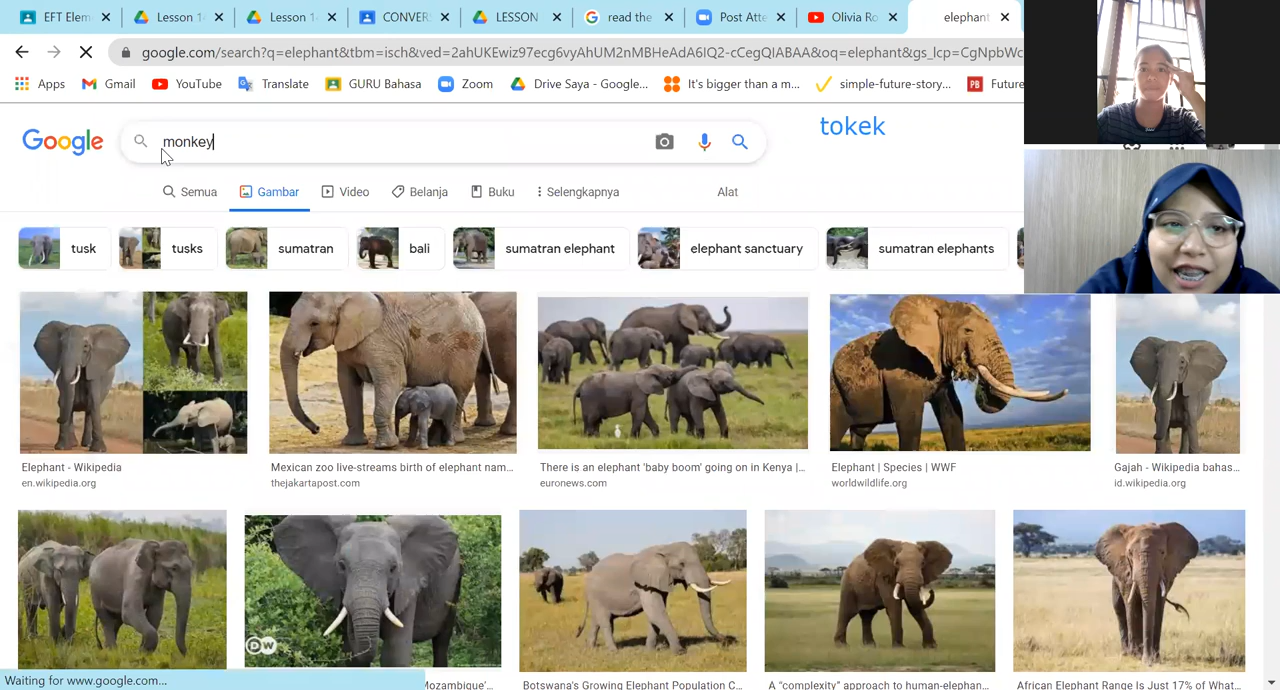 EFT Elem
Lesson 1
Lesson 1
CONVER
LESSON
read the
Post Atte
Olivia Ro
elephant
google.com/search?q=elephant&tbm=isch&ved=2ahUKEwiz97ecg6vyAhUM2nMBHeAdA6IQ2-cCegQIABAA&oq=elephant&gs_lcp=CgNpbWc
Apps
Gmail
YouTube
Translate
GURU Bahasa
Zoom
Drive Saya - Google...
It's bigger than a m...
simple-future-story...
Future
Google
monkey
tokek
Semua
Gambar
Video
Belanja
Buku
Selengkapnya
Alat
tusk
tusks
sumatran
bali
sumatran elephant
elephant sanctuary
sumatran elephants
Elephant - Wikipedia
en.wikipedia.org
Mexican zoo live-streams birth of elephant nam...
thejakartapost.com
There is an elephant 'baby boom' going on in Kenya |...
euronews.com
Elephant | Species | WWF
worldwildlife.org
Gajah - Wikipedia bahas...
id.wikipedia.org
DW
Mozambique'
Botswana's Growing Elephant Population C...
A "complexity" approach to human-elephan...
African Elephant Range Is Just 17% of What...
Waiting for www.google.com...